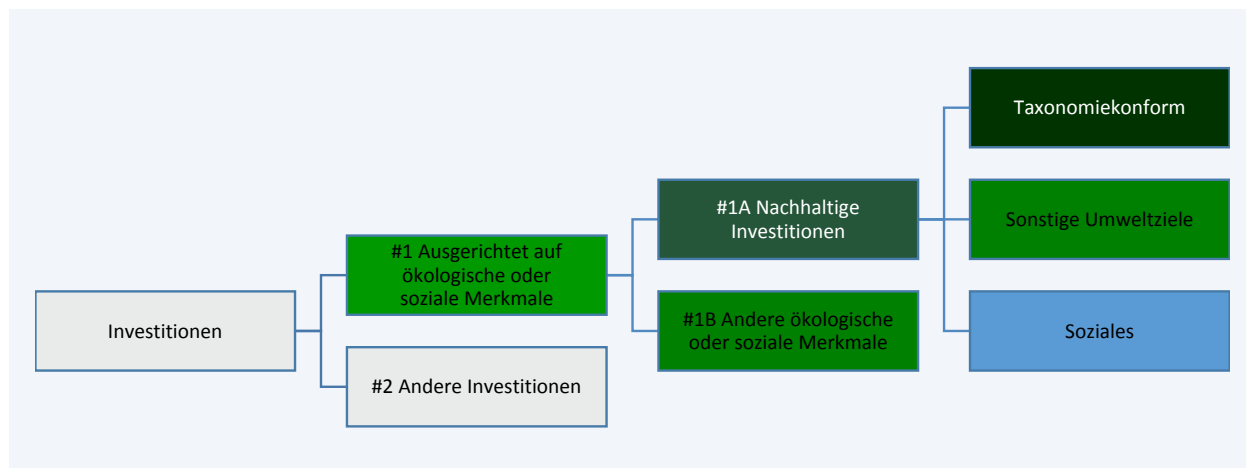 Investitionen
#1 Ausgerichtet auf
ökologische oder
soziale Merkmale
#2 Andere Investitionen
#1A Nachhaltige
Investitionen
#1B Andere ökologische
oder soziale Merkmale
Taxonomiekonform
Sonstige Umweltziele
Soziales